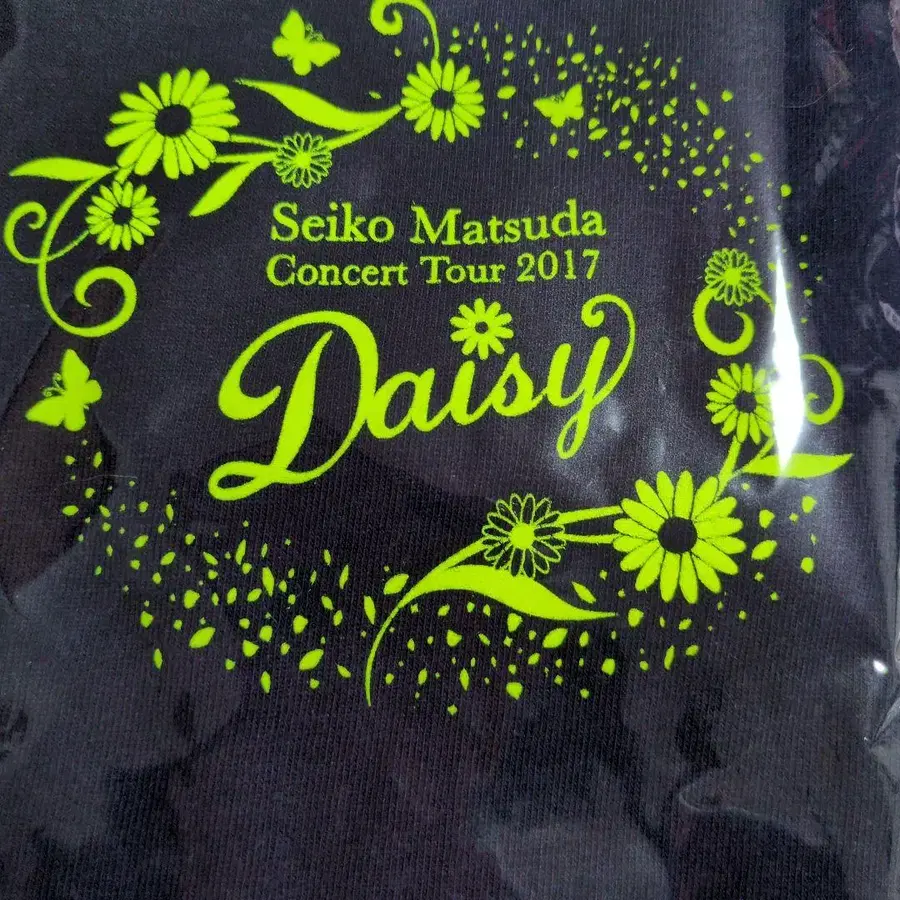 Seiko Matsuda
Concert Tour 2017
Daisy